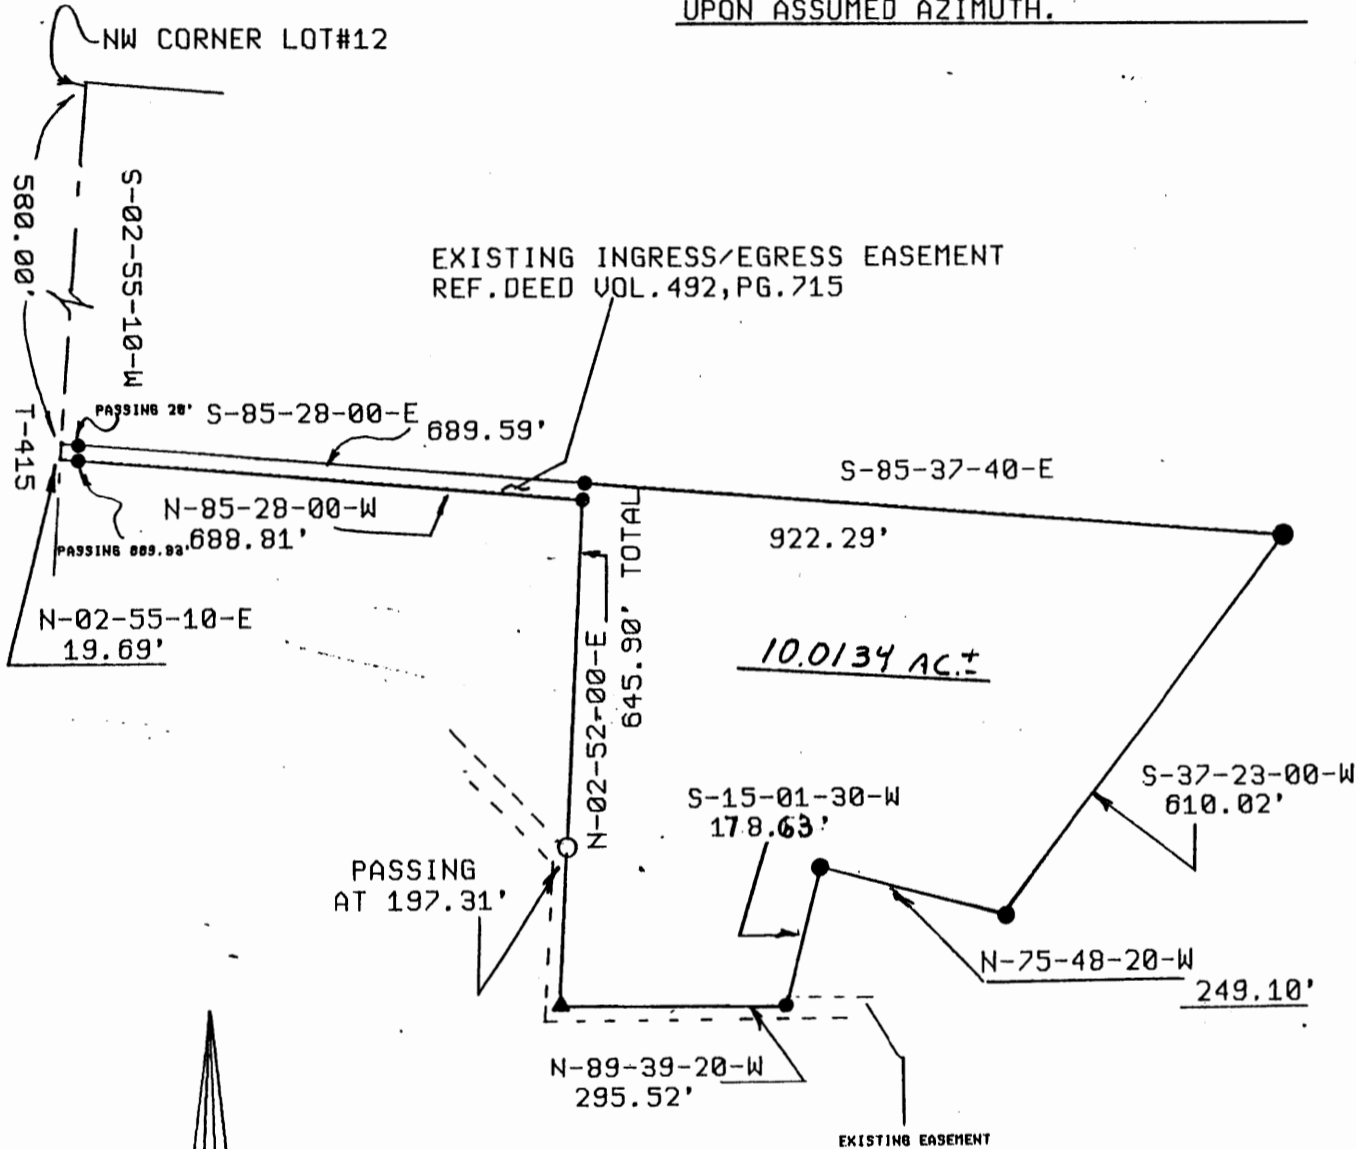 UPON ASSUMED AZIMUTH.
NW CORNER LOT#12
S-02-55-10-W
580.00'
EXISTING INGRESS/EGRESS EASEMENT
REF.DEED VOL.492,PG.715
T-415
PASSING 20'
S-85-28-00-E
689.59'
S-85-37-40-E
922.29'
N-85-28-00-W
688.81'
N-02-55-10-E
19.69'
N-02-52-00-E
645.90' TOTAL
10.0134 AC.±
S-37-23-00-W
610.02'
S-15-01-30-W
178.63'
PASSING
AT 197.31'
N-75-48-20-W
249.10'
N-89-39-20-W
295.52'
EXISTING EASEMENT